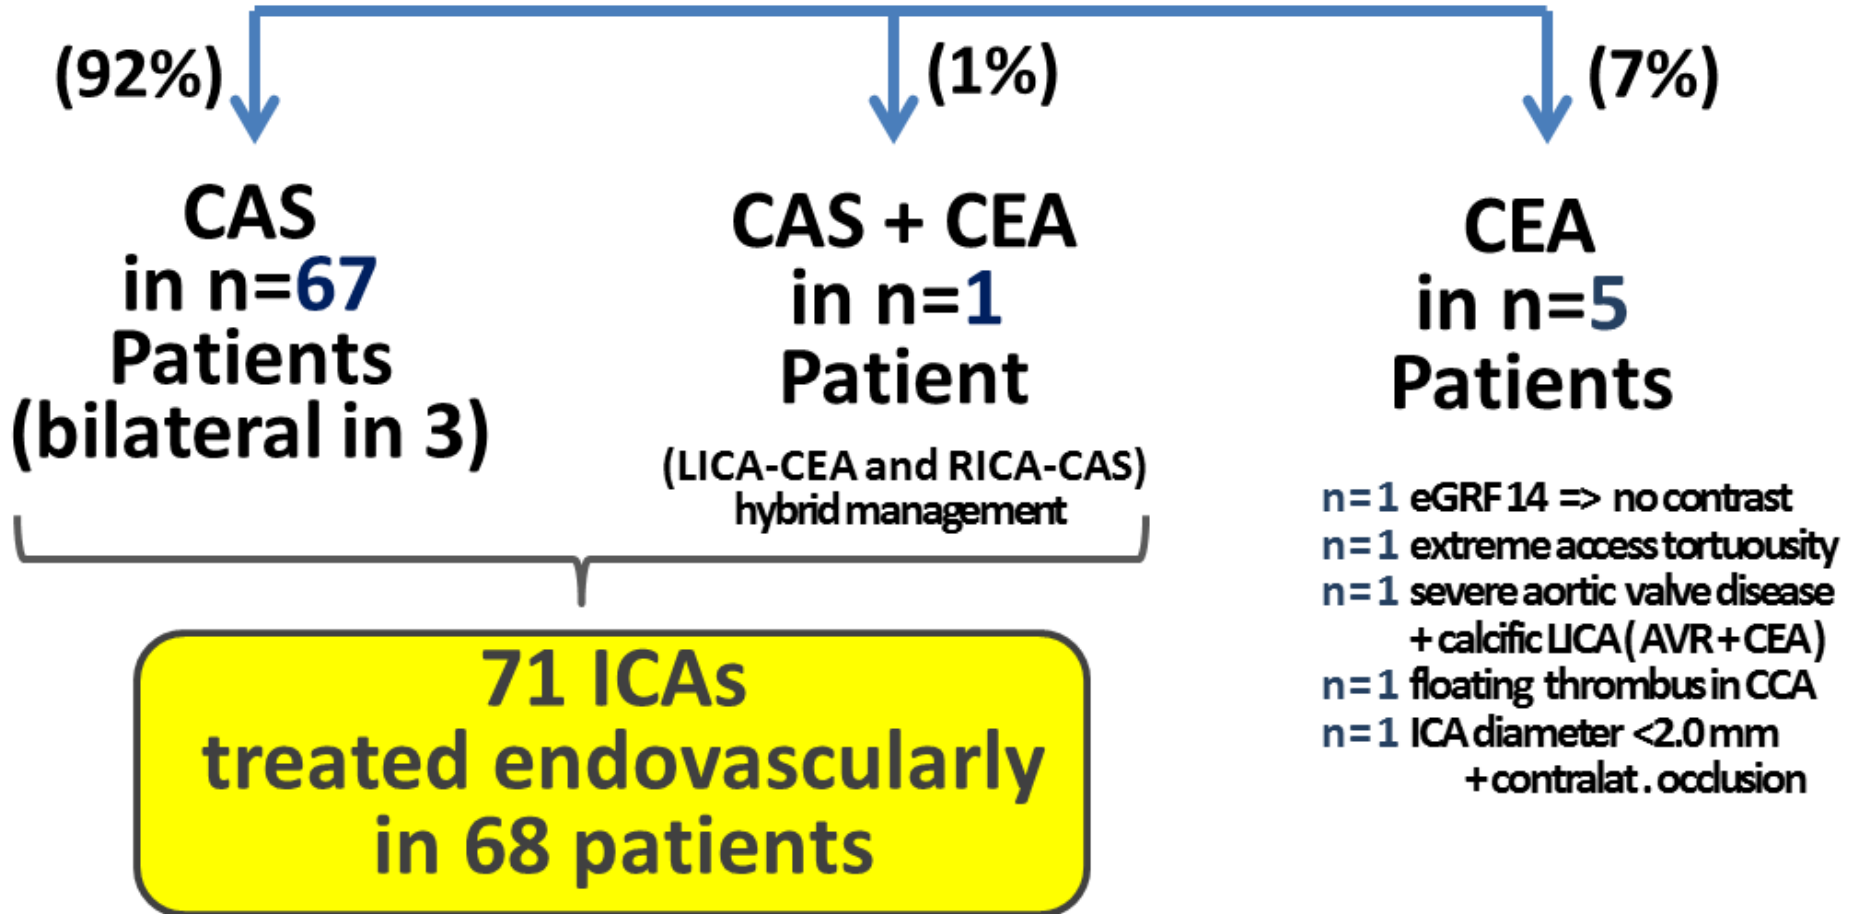 (92%)
(1%)
(7%)
CAS
in n=67
Patients
(bilateral in 3)
CAS + CEA
in n=1
Patient
(LICA-CEA and RICA-CAS)
hybrid management
CEA
in n=5
Patients
n=1 eGRF 14 => no contrast
n=1 extreme access tortuousity
n=1 severe aortic valve disease
+ calcific LICA ( AVR + CEA )
n=1 floating thrombus in CCA
n=1 ICA diameter <2.0 mm
+ contralat. occlusion
71 ICAs
treated endovascularly
in 68 patients